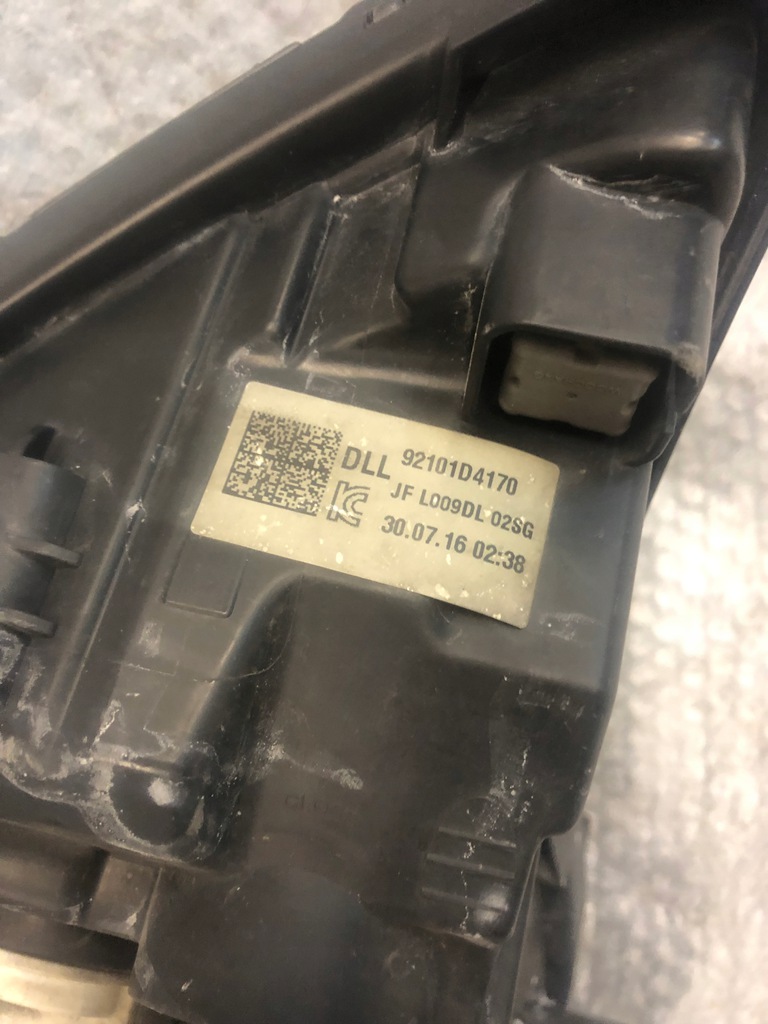 DLL 92101D4170
JF L009DL 02SG
30.07.16 02:38